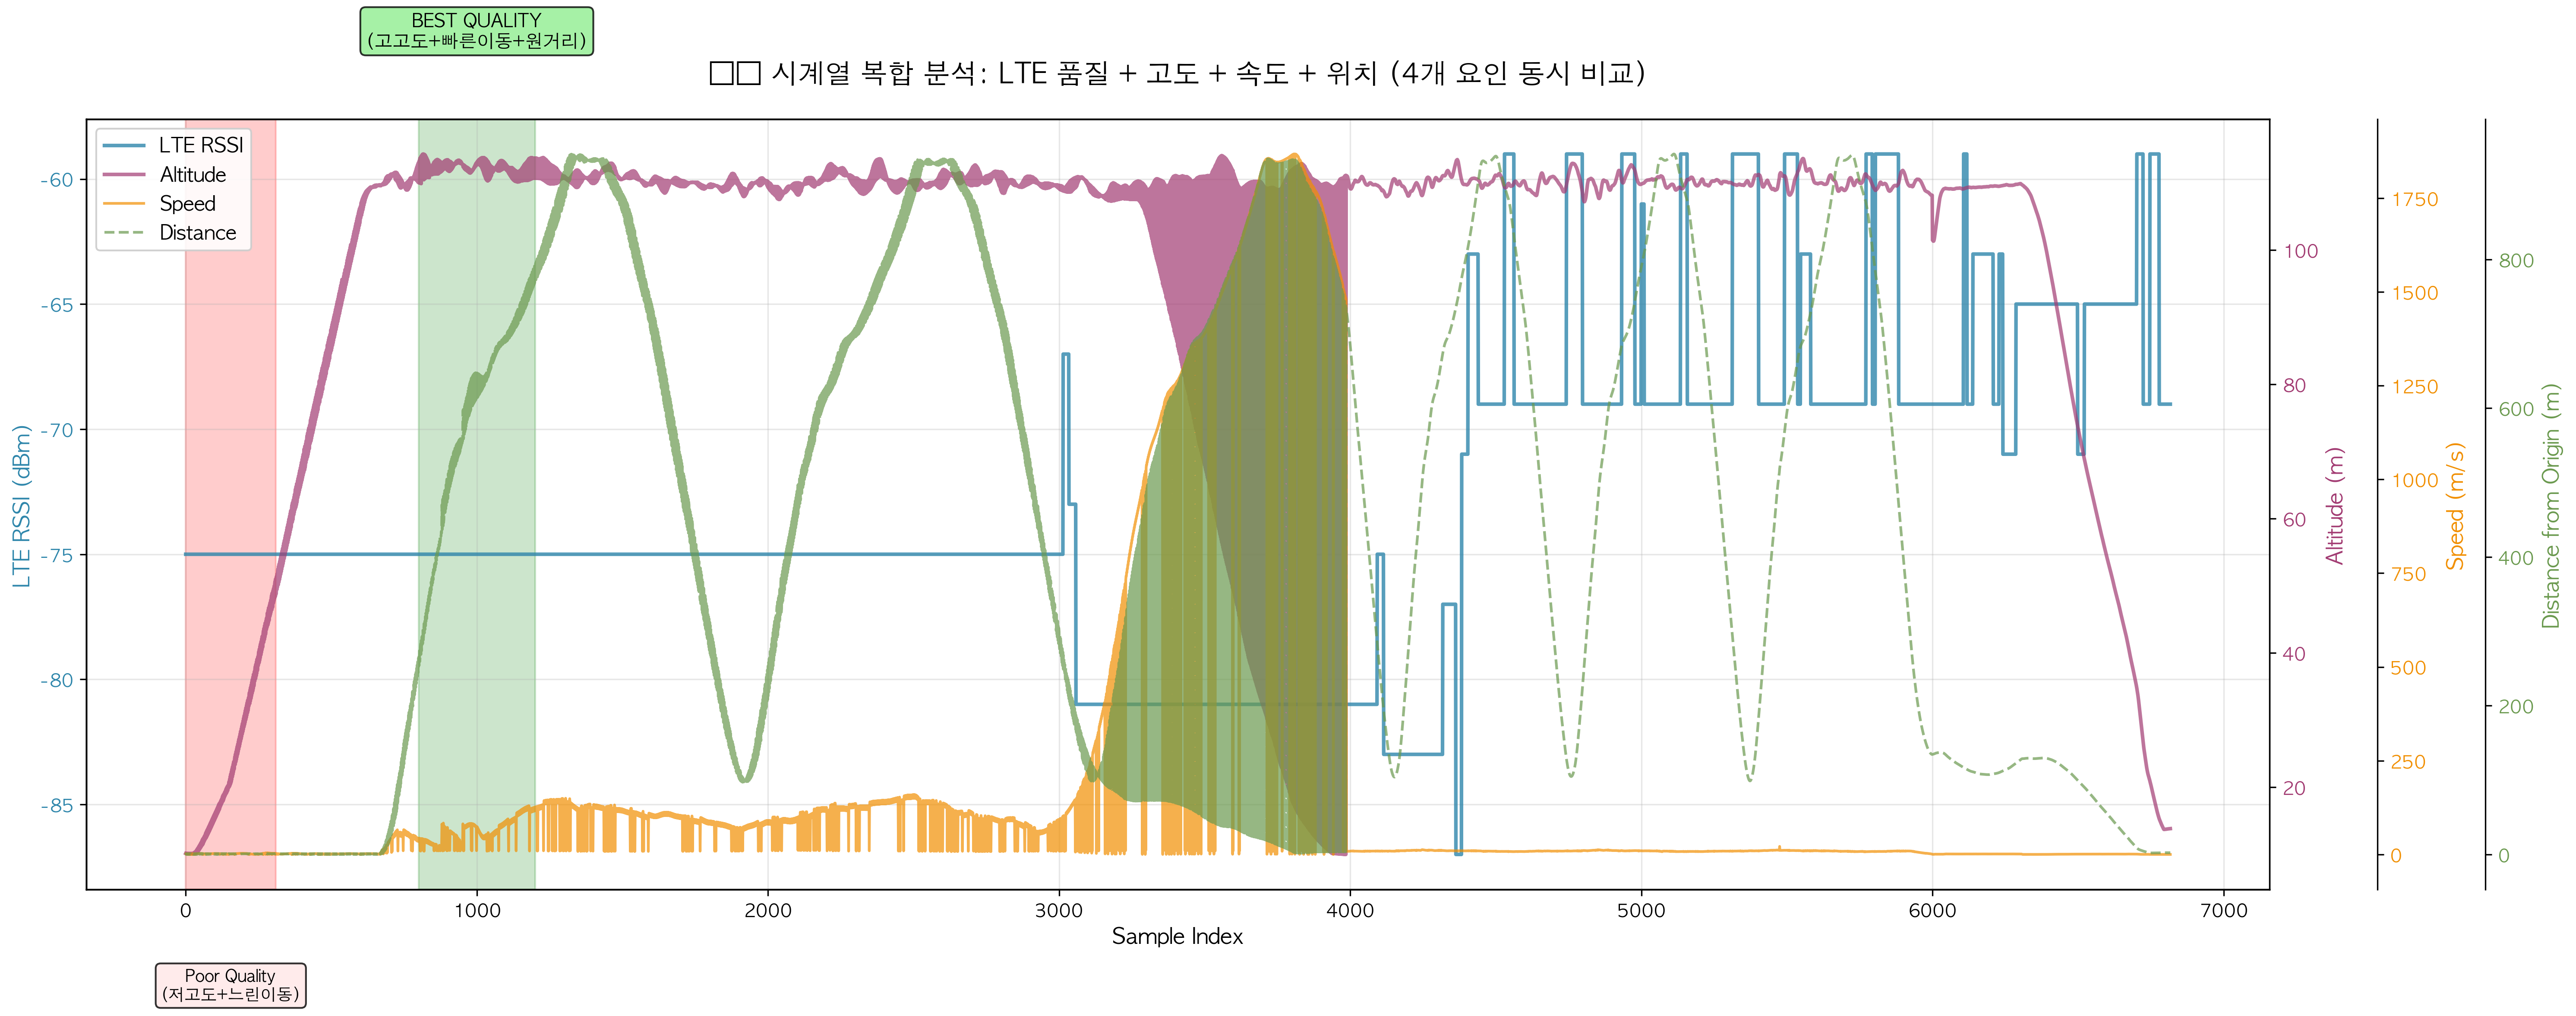 BEST QUALITY
(고고도+빠른이동+원거리)
□□ 시계열 복합 분석: LTE 품질 + 고도 + 속도 + 위치 (4개 요인 동시 비교)
LTE RSSI
Altitude
Speed
Distance
LTE RSSI (dBm)
-60
-65
-70
-75
-80
-85
0
1000
2000
3000
4000
5000
6000
7000
Sample Index
Altitude (m)
100
80
60
40
20
Speed (m/s)
1750
1500
1250
1000
750
500
250
0
Distance from Origin (m)
800
600
400
200
0
Poor Quality
(저고도+느린이동)